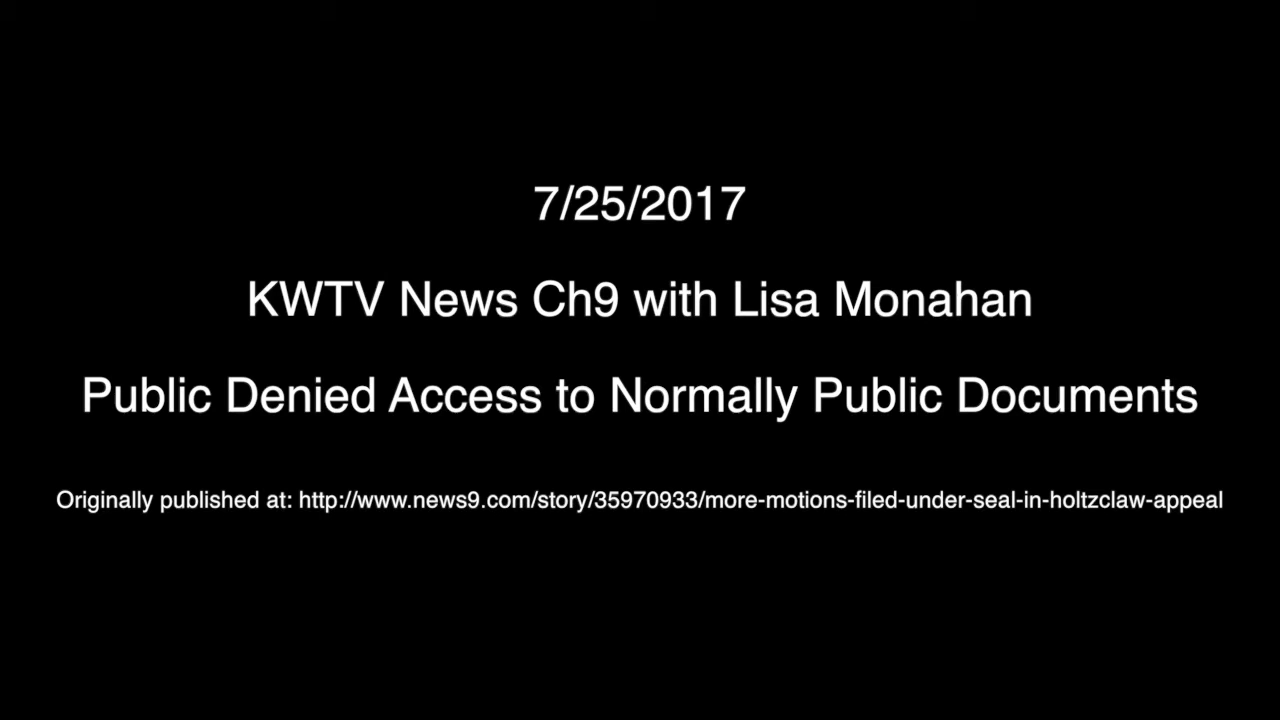 7/25/2017
KWTV News Ch9 with Lisa Monahan
Public Denied Access to Normally Public Documents
Originally published at: http://www.news9.com/story/35970933/more-motions-filed-under-seal-in-holtzclaw-appeal